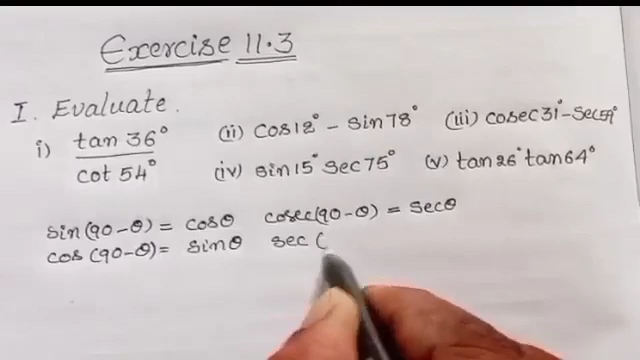 Exercise 11.3
I. Evaluate.
i) tan 36° / cot 54° (ii) cos 12° - sin 78° (iii) cosec 31° - sec 59°
(iv) sin 15° sec 75° (v) tan 26° tan 64°
sin (90-θ) = cosθ cosec (90-θ) = secθ
cos (90-θ) = sinθ sec (